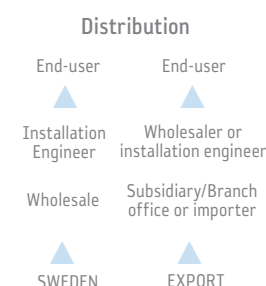 Distribution
End-user End-user
Installation Engineer Wholesaler or installation engineer
Wholesale Subsidiary/Branch office or importer
SWEDEN EXPORT